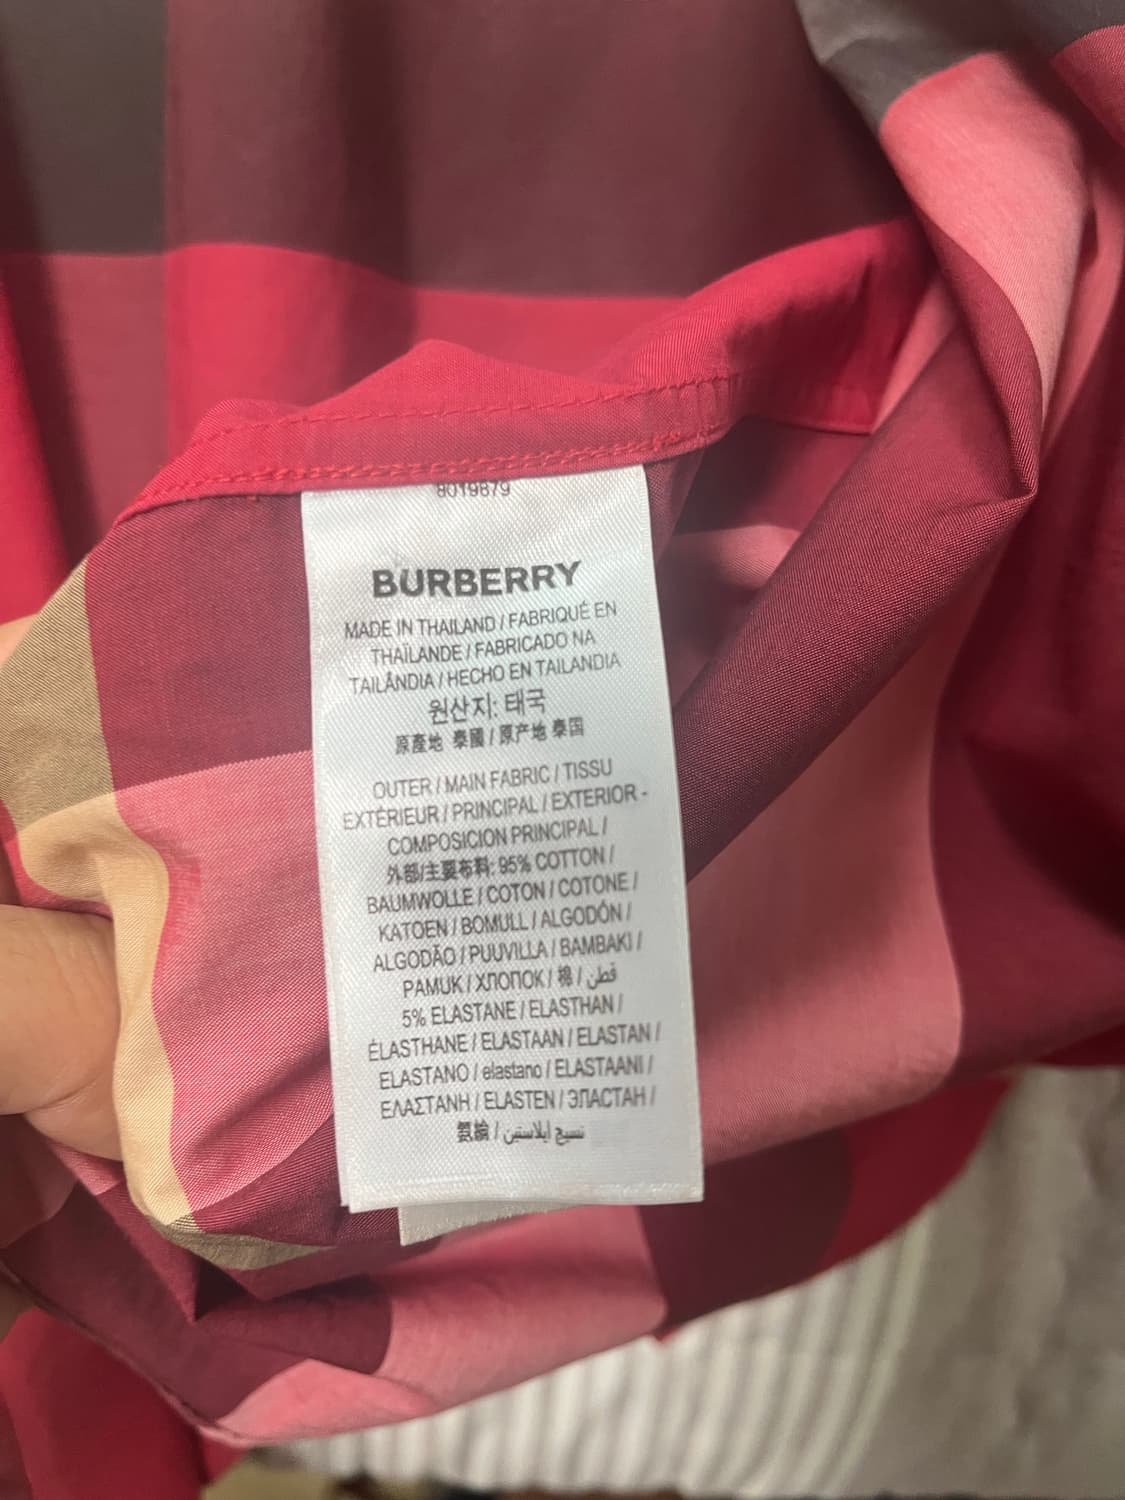 8019879
BURBERRY
MADE IN THAILAND / FABRIQUÉ EN
THAÏLANDE / FABRICADO NA
TAILÂNDIA / HECHO EN TAILANDIA
원산지: 태국
原產地 泰國 / 原产地 泰国
OUTER / MAIN FABRIC / TISSU
EXTÉRIEUR / PRINCIPAL / EXTERIOR -
COMPOSICION PRINCIPAL /
外部/主要布料: 95% COTTON /
BAUMWOLLE / COTON / COTONE /
KATOEN / BOMULL / ALGODÓN /
ALGODÃO / PUUVILLA / BAMBAKI /
PAMUK / ХЛОПОК / 棉 / قطن
5% ELASTANE / ELASTHAN /
ÉLASTHANE / ELASTAAN / ELASTAN /
ELASTANO / elastano / ELASTAANI /
ΕΛΑΣΤΑΝΗ / ELASTEN / ЭЛАСТАН /
氨綸 / نسيج ايلاستين